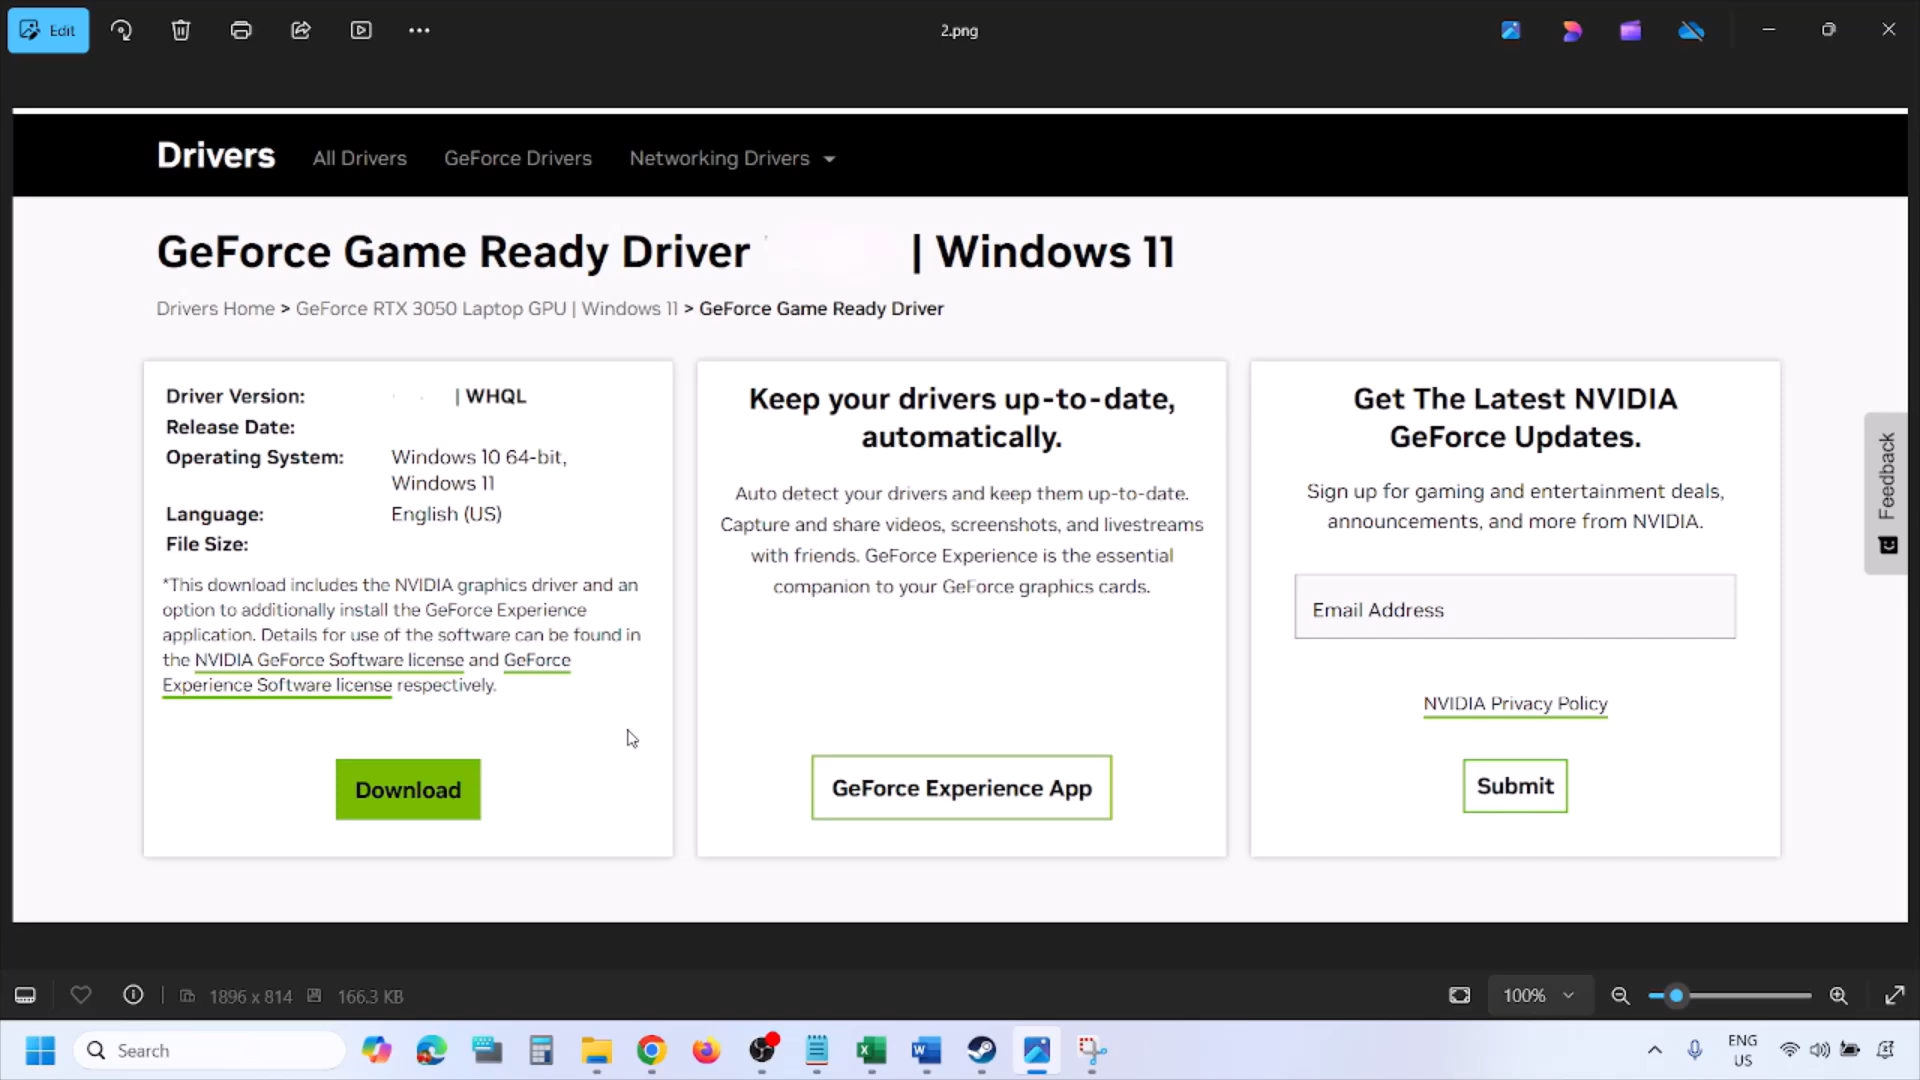 Edit
2.png
Drivers All Drivers GeForce Drivers Networking Drivers
GeForce Game Ready Driver | Windows 11
Drivers Home > GeForce RTX 3050 Laptop GPU | Windows 11 > GeForce Game Ready Driver
Driver Version: | WHQL
Release Date:
Operating System: Windows 10 64-bit,
Windows 11
Language: English (US)
File Size:
*This download includes the NVIDIA graphics driver and an
option to additionally install the GeForce Experience
application. Details for use of the software can be found in
the NVIDIA GeForce Software license and GeForce
Experience Software license respectively.
Download
Keep your drivers up-to-date,
automatically.
Auto detect your drivers and keep them up-to-date.
Capture and share videos, screenshots, and livestreams
with friends. GeForce Experience is the essential
companion to your GeForce graphics cards.
GeForce Experience App
Get The Latest NVIDIA
GeForce Updates.
Sign up for gaming and entertainment deals,
announcements, and more from NVIDIA.
Email Address
NVIDIA Privacy Policy
Submit
Feedback
1896 x 814 166.3 KB
100%
Search
ENG
US